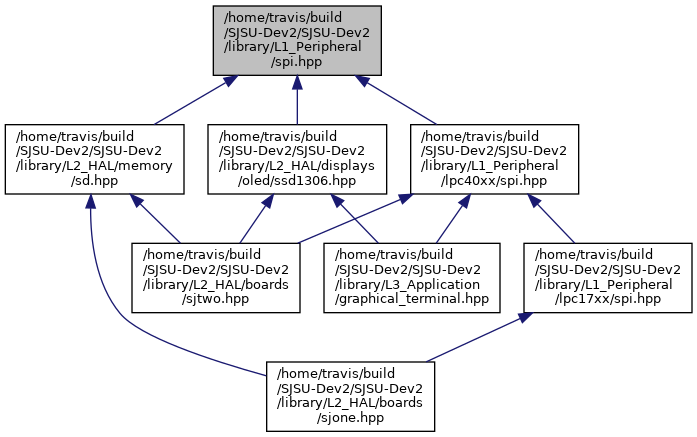 /home/travis/build
/SJSU-Dev2/SJSU-Dev2
/library/L1_Peripheral
/spi.hpp
/home/travis/build
/SJSU-Dev2/SJSU-Dev2
/library/L2_HAL/memory
/sd.hpp
/home/travis/build
/SJSU-Dev2/SJSU-Dev2
/library/L2_HAL/displays
/oled/ssd1306.hpp
/home/travis/build
/SJSU-Dev2/SJSU-Dev2
/library/L1_Peripheral
/lpc40xx/spi.hpp
/home/travis/build
/SJSU-Dev2/SJSU-Dev2
/library/L2_HAL/boards
/sjtwo.hpp
/home/travis/build
/SJSU-Dev2/SJSU-Dev2
/library/L3_Application
/graphical_terminal.hpp
/home/travis/build
/SJSU-Dev2/SJSU-Dev2
/library/L1_Peripheral
/lpc17xx/spi.hpp
/home/travis/build
/SJSU-Dev2/SJSU-Dev2
/library/L2_HAL/boards
/sjone.hpp